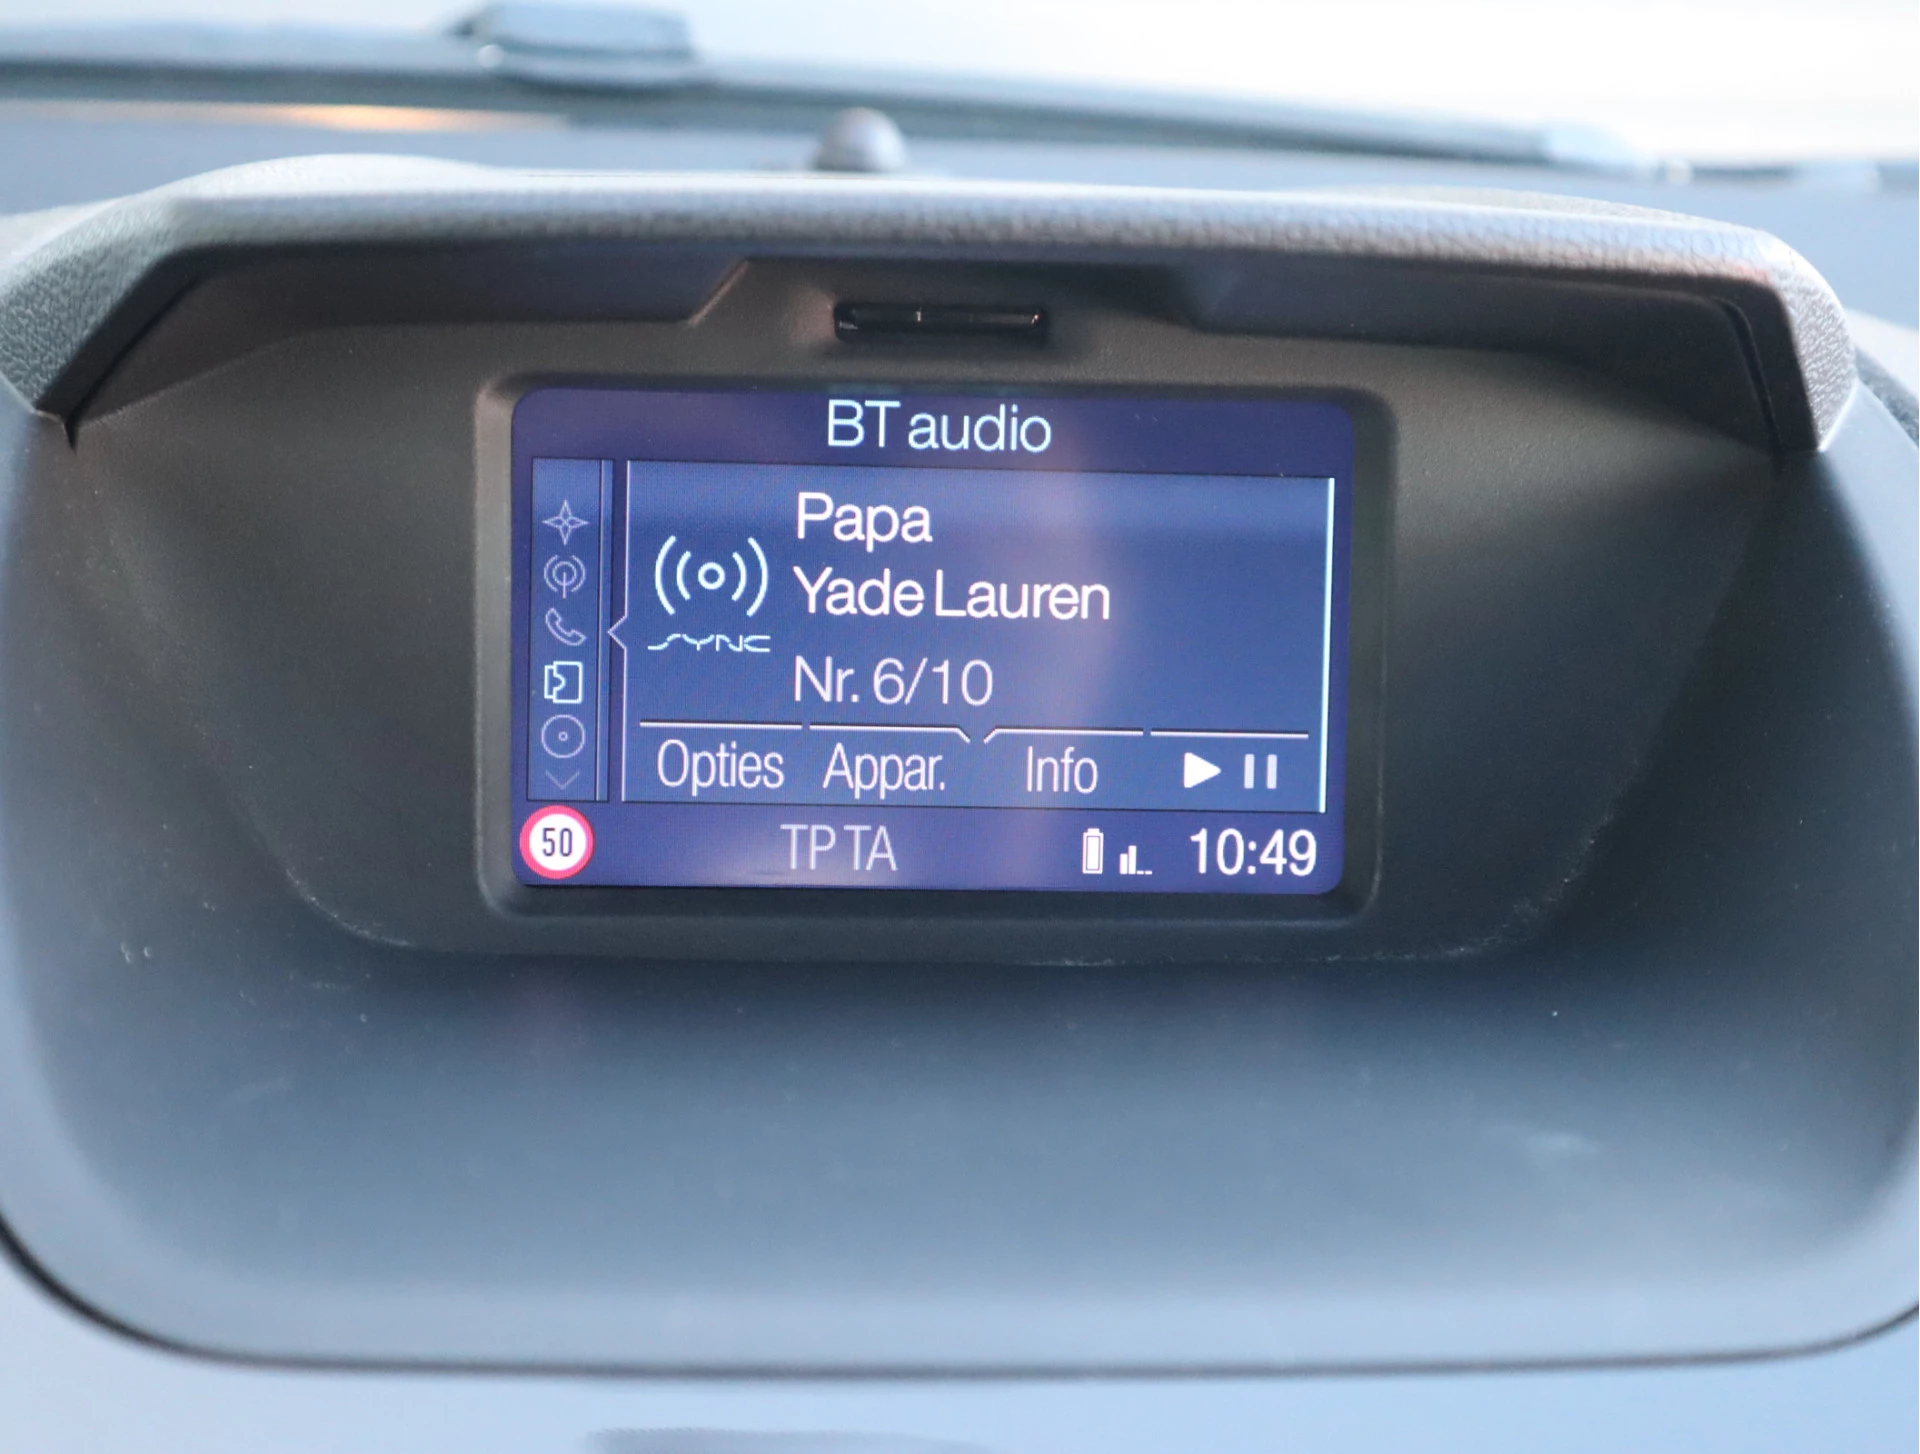 BT audio
Papa
Yade Lauren
SYNC
Nr. 6/10
Opties Appar. Info
50 TP TA 10:49